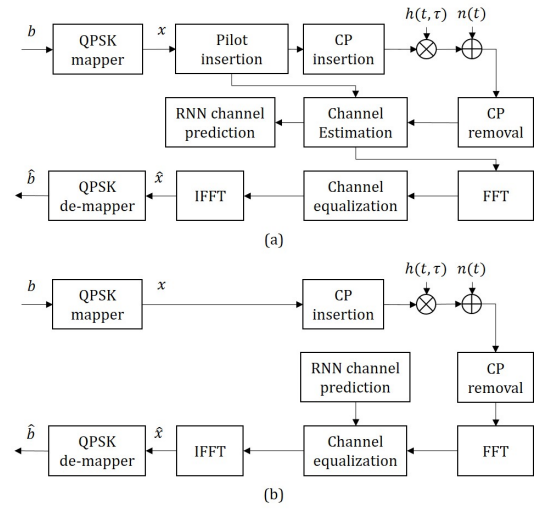 b
QPSK
mapper
x
Pilot
insertion
CP
insertion
h(t, τ)
n(t)
RNN channel
prediction
Channel
Estimation
CP
removal
b̂
QPSK
de-mapper
x̂
IFFT
Channel
equalization
FFT
(a)
b
QPSK
mapper
x
CP
insertion
h(t, τ)
n(t)
RNN channel
prediction
CP
removal
b̂
QPSK
de-mapper
x̂
IFFT
Channel
equalization
FFT
(b)